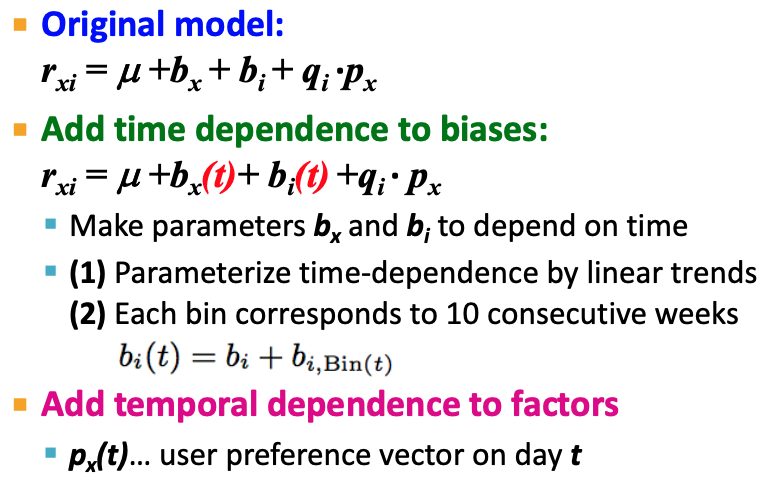 Original model:
r_xi = μ + b_x + b_i + q_i · p_x
Add time dependence to biases:
r_xi = μ + b_x(t) + b_i(t) + q_i · p_x
Make parameters b_x and b_i to depend on time
(1) Parameterize time-dependence by linear trends
(2) Each bin corresponds to 10 consecutive weeks
b_i(t) = b_i + b_i,Bin(t)
Add temporal dependence to factors
p_x(t)... user preference vector on day t